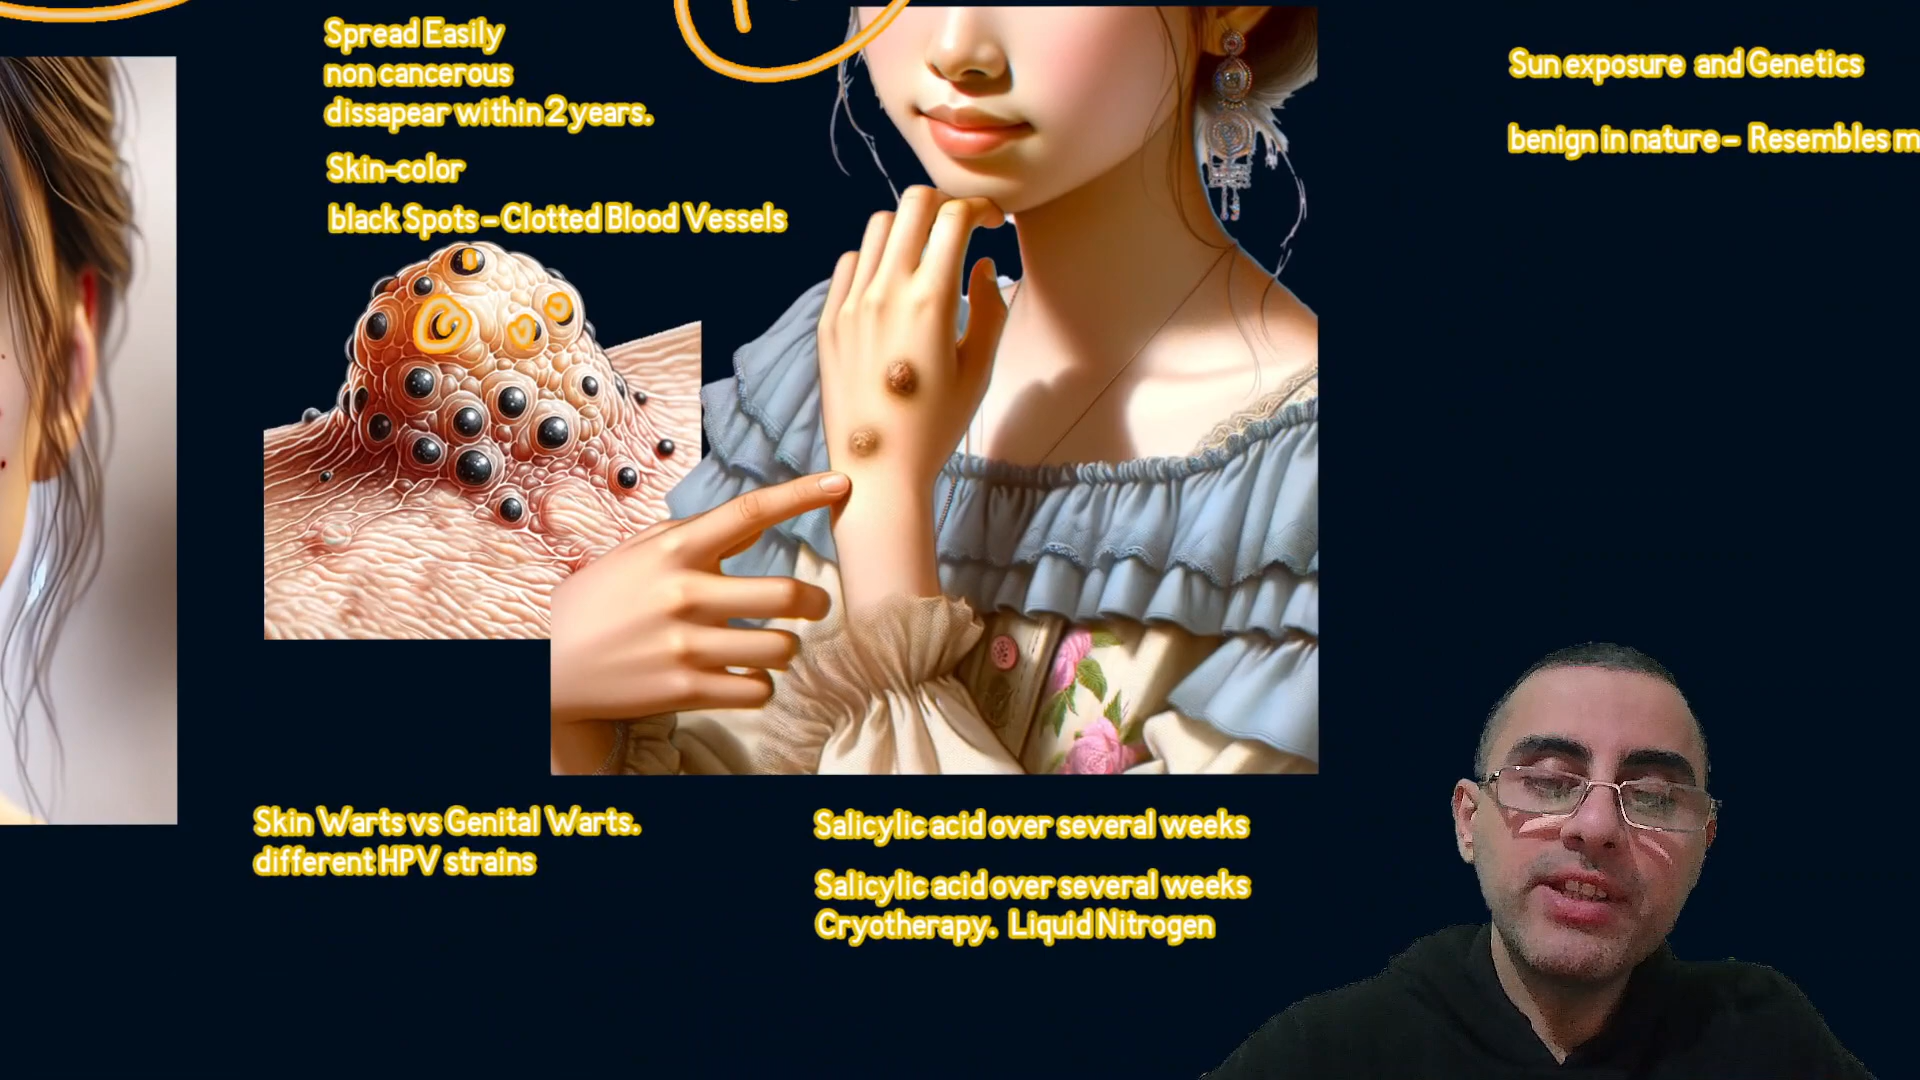 Spread Easily
non cancerous
dissapear within 2 years.
Skin-color
black Spots - Clotted Blood Vessels
Skin Warts vs Genital Warts.
different HPV strains
Salicylic acid over several weeks
Salicylic acid over several weeks
Cryotherapy. Liquid Nitrogen
Sun exposure and Genetics
benign in nature - Resembles